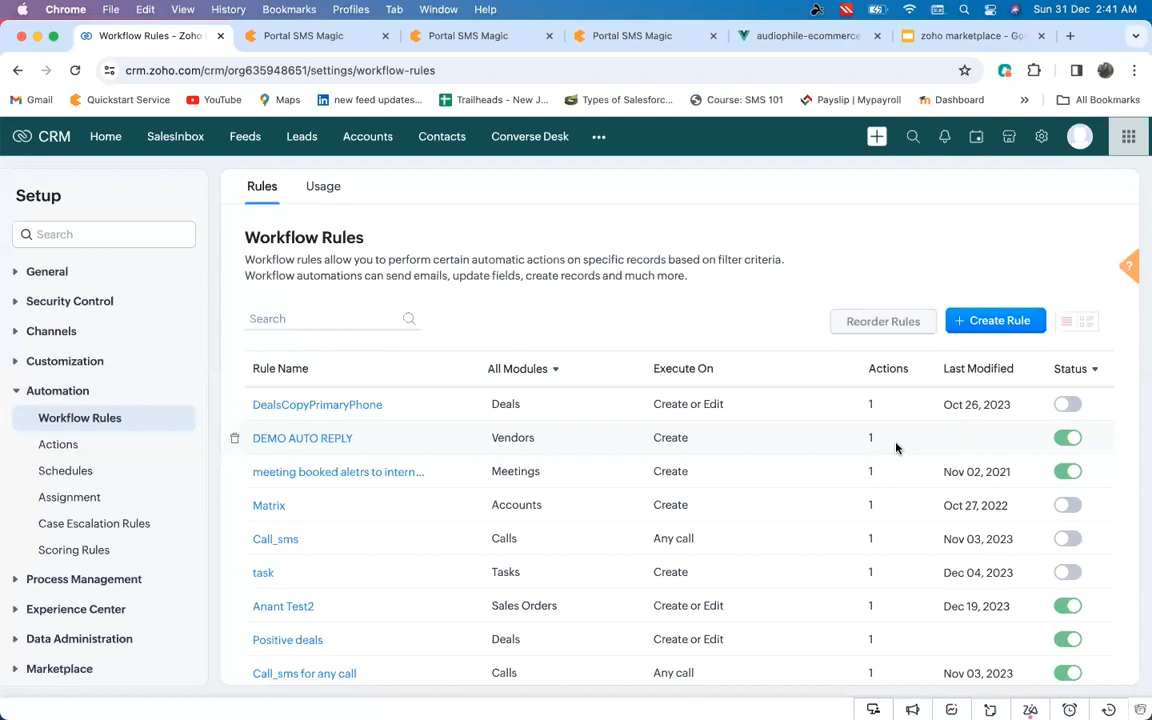 Chrome File Edit View History Bookmarks Profiles Tab Window Help Sun 31 Dec 2:41 AM
Workflow Rules - Zoho Portal SMS Magic Portal SMS Magic Portal SMS Magic audiophile-ecommerce zoho marketplace - Go
crm.zoho.com/crm/org635948651/settings/workflow-rules
Gmail Quickstart Service YouTube Maps new feed updates... Trailheads - New J... Types of Salesforc... Course: SMS 101 Payslip | Mypayroll Dashboard » All Bookmarks
CRM Home SalesInbox Feeds Leads Accounts Contacts Converse Desk •••
Setup
Search
General
Security Control
Channels
Customization
Automation
Workflow Rules
Actions
Schedules
Assignment
Case Escalation Rules
Scoring Rules
Process Management
Experience Center
Data Administration
Marketplace
Rules Usage
Workflow Rules
Workflow rules allow you to perform certain automatic actions on specific records based on filter criteria.
Workflow automations can send emails, update fields, create records and much more.
Search Reorder Rules + Create Rule
?
Rule Name All Modules Execute On Actions Last Modified Status
DealsCopyPrimaryPhone Deals Create or Edit 1 Oct 26, 2023
DEMO AUTO REPLY Vendors Create 1
meeting booked aletrs to intern... Meetings Create 1 Nov 02, 2021
Matrix Accounts Create 1 Oct 27, 2022
Call_sms Calls Any call 1 Nov 03, 2023
task Tasks Create 1 Dec 04, 2023
Anant Test2 Sales Orders Create or Edit 1 Dec 19, 2023
Positive deals Deals Create or Edit 1
Call_sms for any call Calls Any call 1 Nov 03, 2023